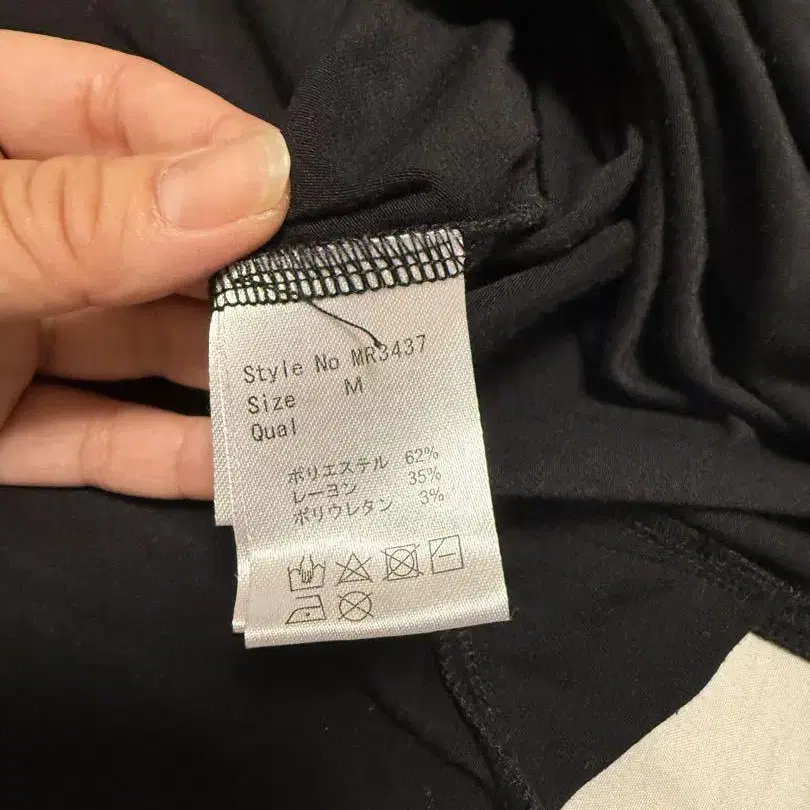 Style No MR3437
Size M
Qual
ポリエステル 62%
レーヨン 35%
ポリウレタン 3%